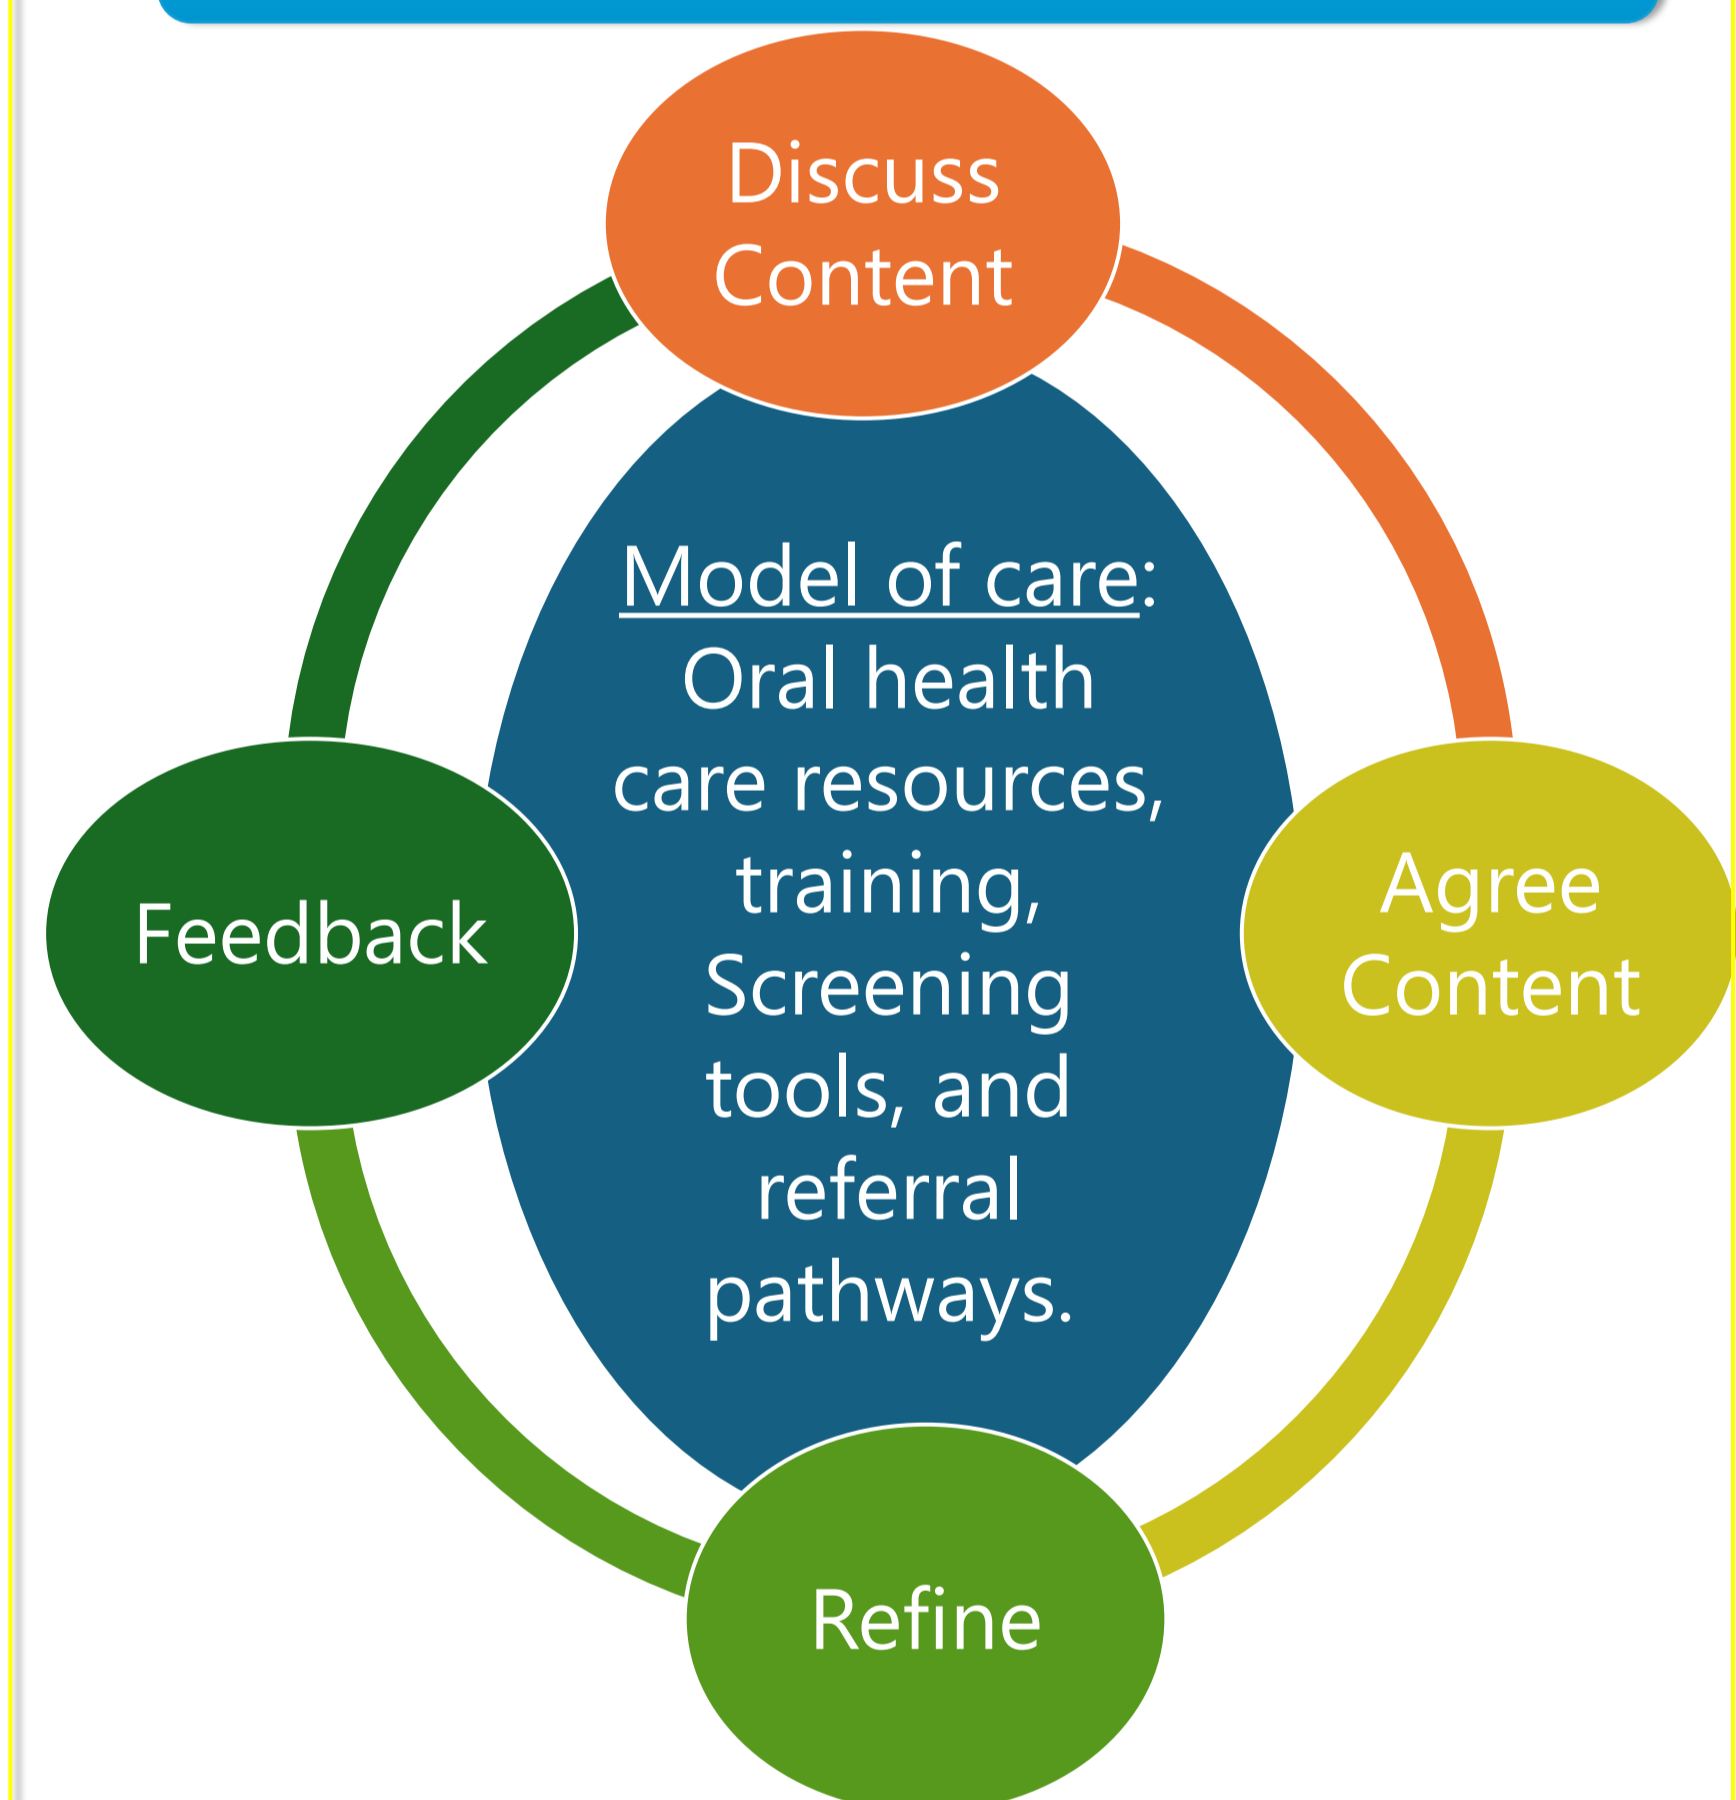 Discuss
Content
Model of care:
Oral health
care resources,
training,
Screening
tools, and
referral
pathways.
Feedback
Agree
Content
Refine